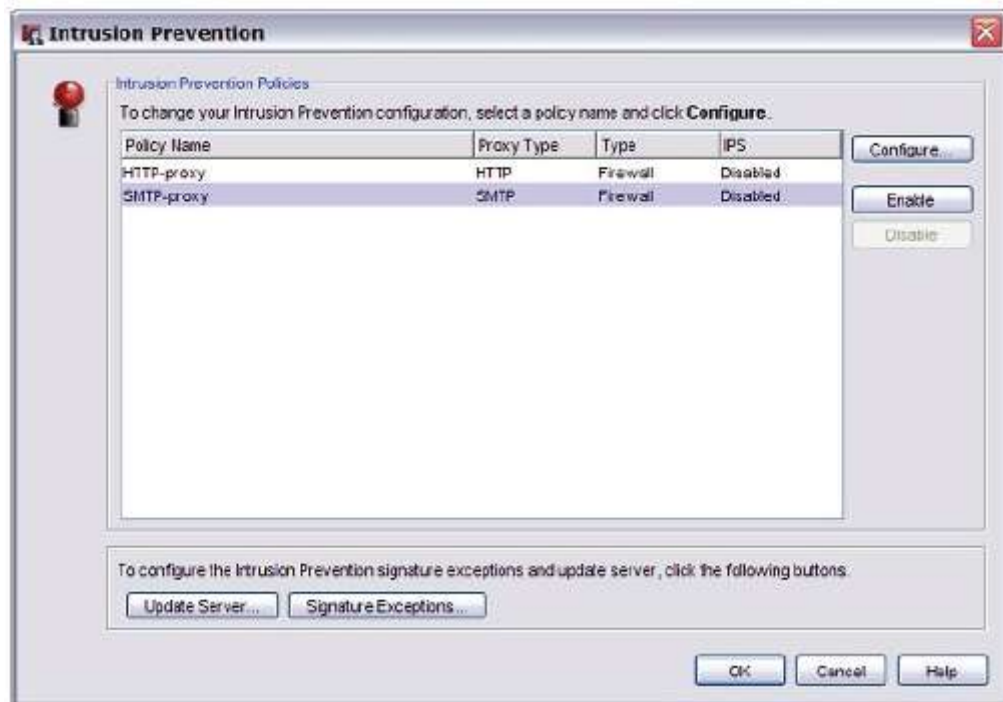 Intrusion Prevention
Intrusion Prevention Policies
To change your Intrusion Prevention configuration, select a policy name and click Configure.
Policy Name Proxy Type Type IPS
HTTP-proxy HTTP Firewall Disabled
SMTP-proxy SMTP Firewall Disabled
Configure...
Enable
Disable
To configure the Intrusion Prevention signature exceptions and update server, click the following buttons.
Update Server... Signature Exceptions...
OK Cancel Help